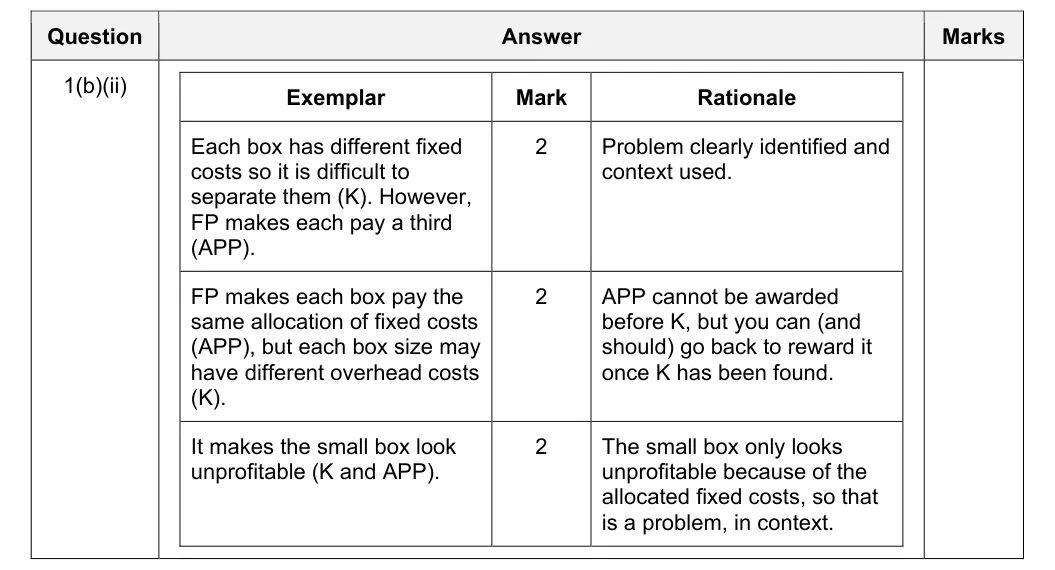 Question Answer Marks
1(b)(ii)
Exemplar Mark Rationale
Each box has different fixed 2 Problem clearly identified and
costs so it is difficult to context used.
separate them (K). However,
FP makes each pay a third
(APP).
FP makes each box pay the 2 APP cannot be awarded
same allocation of fixed costs before K, but you can (and
(APP), but each box size may should) go back to reward it
have different overhead costs once K has been found.
(K).
It makes the small box look 2 The small box only looks
unprofitable (K and APP). unprofitable because of the
allocated fixed costs, so that
is a problem, in context.